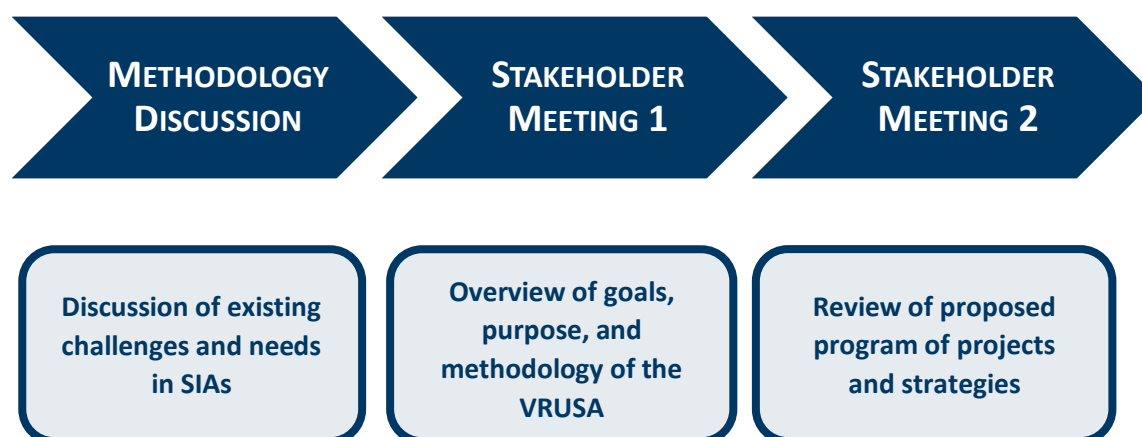 METHODOLOGY
DISCUSSION
STAKEHOLDER
MEETING 1
STAKEHOLDER
MEETING 2
Discussion of existing
challenges and needs
in SIAs
Overview of goals,
purpose, and
methodology of the
VRUSA
Review of proposed
program of projects
and strategies